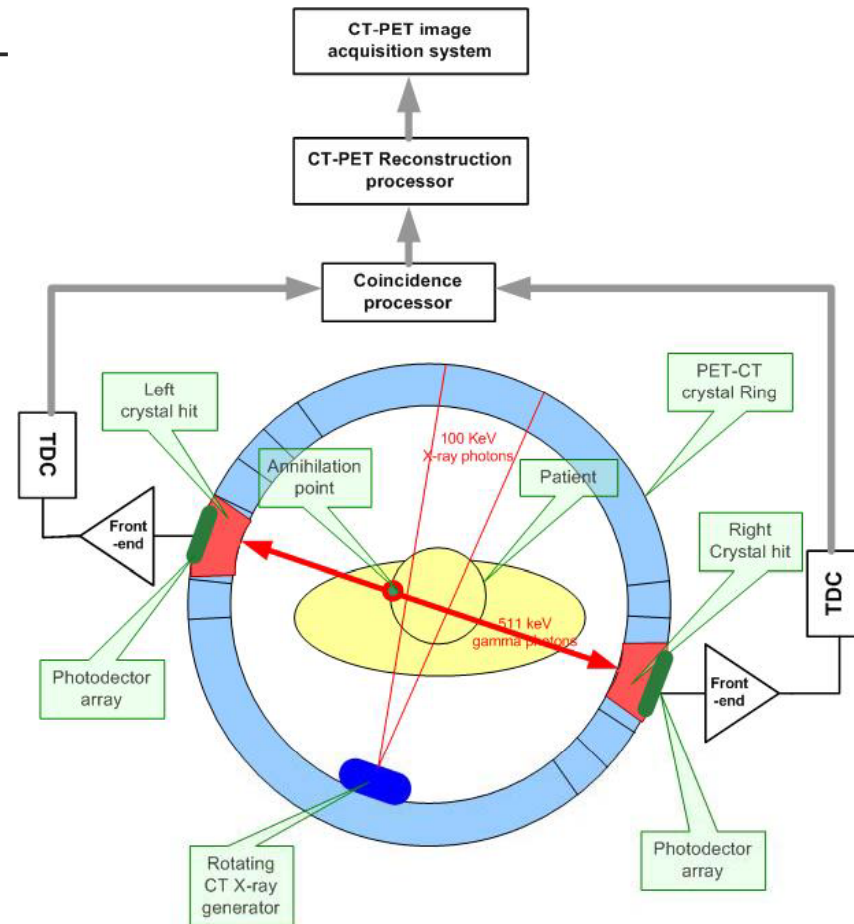 CT-PET image
acquisition system
CT-PET Reconstruction
processor
Coincidence
processor
Left
crystal hit
PET-CT
crystal Ring
TDC
100 KeV
X-ray photons
Annihilation
point
Patient
Front
-end
Right
Crystal hit
TDC
511 keV
gamma photons
Photodector
array
Front
-end
Photodector
array
Rotating
CT X-ray
generator